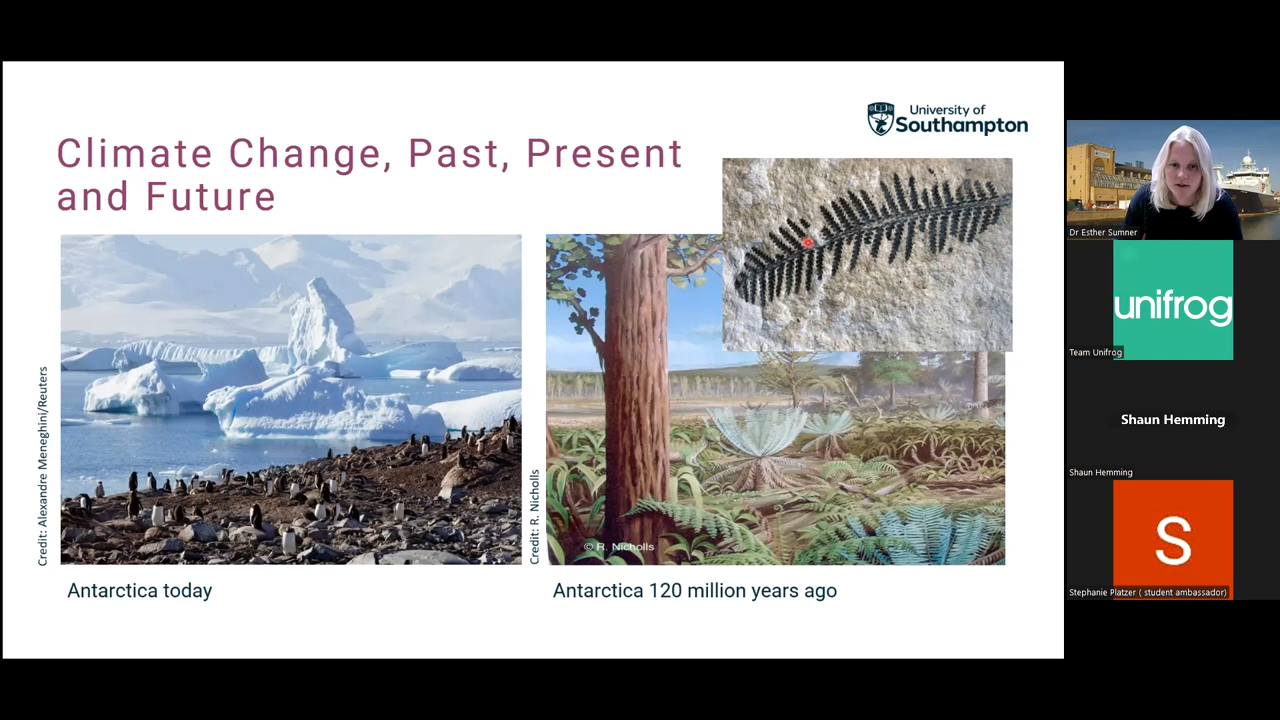 University of
Southampton
Climate Change, Past, Present
and Future
Credit: Alexandre Meneghini/Reuters
Credit: R. Nicholls
© R. Nicholls
Antarctica today
Antarctica 120 million years ago
Dr Esther Sumner
unifrog
Team Unifrog
Shaun Hemming
Shaun Hemming
S
Stephanie Platzer ( student ambassador)